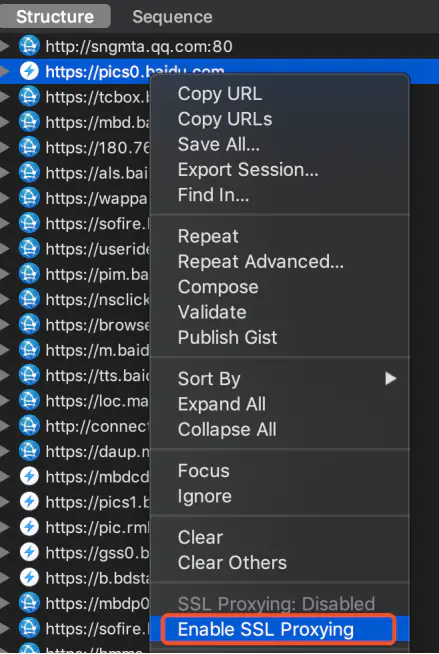 Structure
Sequence
http://sngmta.qq.com:80
https://pics0.baidu.com
https://tcbox.b
https://mbd.ba
https://180.76
https://als.bai
https://wappa
https://sofire.
https://useride
https://pim.ba
https://nsclick
https://browse
https://m.baid
https://tts.baid
https://loc.ma
http://connect
https://daup.m
https://mbdcd
https://pics1.b
https://pic.rml
https://gss0.b
https://b.bdsta
https://mbdp0
https://sofire.
Copy URL
Copy URLs
Save All...
Export Session...
Find In...
Repeat
Repeat Advanced...
Compose
Validate
Publish Gist
Sort By
Expand All
Collapse All
Focus
Ignore
Clear
Clear Others
SSL Proxying: Disabled
Enable SSL Proxying